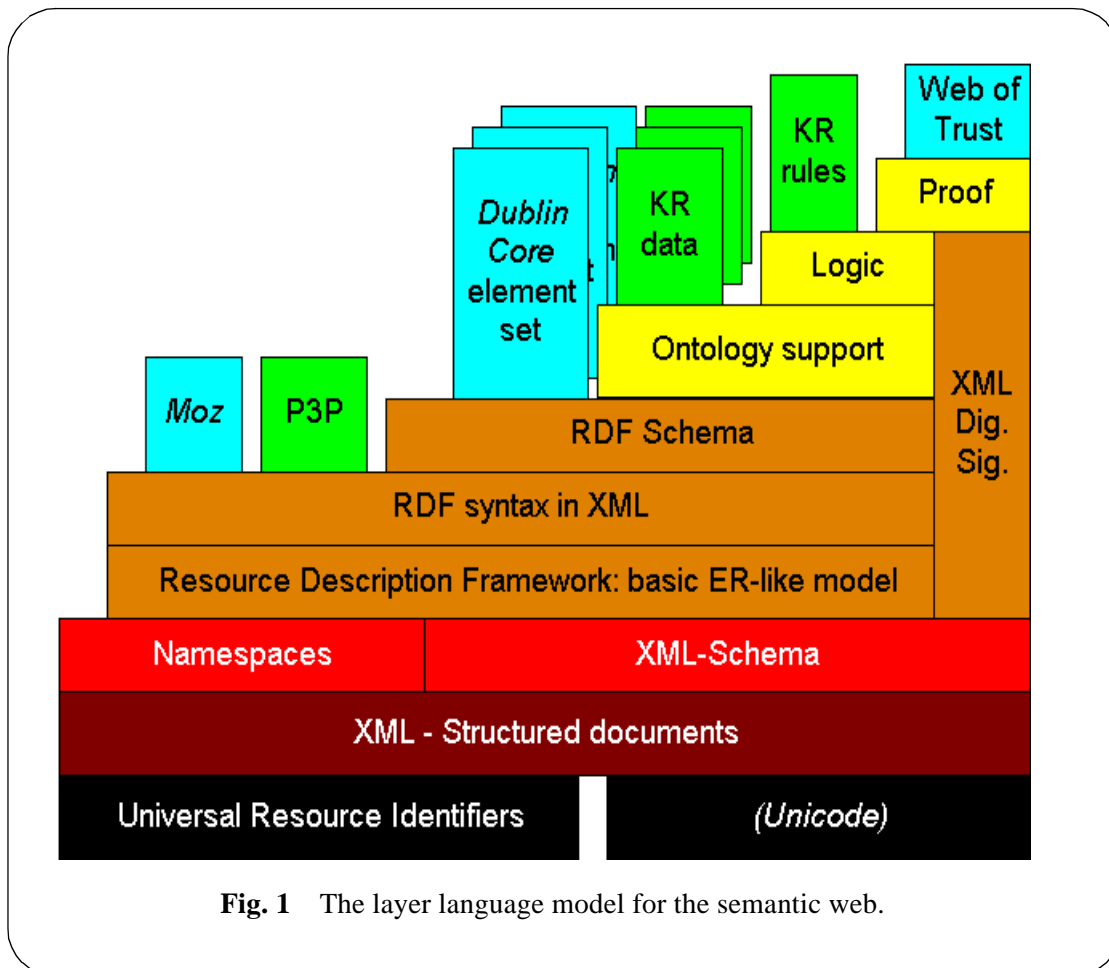 Web of
Trust
KR
rules
Proof
Dublin
Core
element
set
KR
data
Logic
Ontology support
XML
Dig.
Sig.
Moz
P3P
RDF Schema
RDF syntax in XML
Resource Description Framework: basic ER-like model
Namespaces
XML-Schema
XML - Structured documents
Universal Resource Identifiers
(Unicode)
Fig. 1 The layer language model for the semantic web.